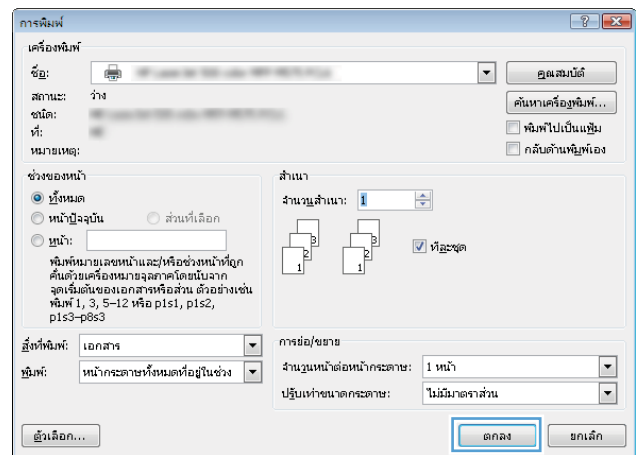 การพิมพ์
เครื่องพิมพ์
ชื่อ:
คุณสมบัติ
สถานะ: ว่าง
ค้นหาเครื่องพิมพ์...
ชนิด:
ที่:
พิมพ์ไปเป็นแฟ้ม
หมายเหตุ:
กลับด้านพิมพ์เอง
ช่วงของหน้า
ทั้งหมด
หน้าปัจจุบัน ส่วนที่เลือก
หน้า:
พิมพ์หมายเลขหน้าและ/หรือช่วงหน้าที่ถูก
คั่นด้วยเครื่องหมายจุลภาคโดยนับจาก
จุดเริ่มต้นของเอกสารหรือส่วน ตัวอย่างเช่น
พิมพ์ 1, 3, 5–12 หรือ p1s1, p1s2,
p1s3–p8s3
สำเนา
จำนวนสำเนา: 1
3 3
2 2
1 1
ทีละชุด
สิ่งที่พิมพ์: เอกสาร
พิมพ์: หน้ากระดาษทั้งหมดที่อยู่ในช่วง
การย่อ/ขยาย
จำนวนหน้าต่อหน้ากระดาษ: 1 หน้า
ปรับเท่าขนาดกระดาษ: ไม่มีมาตราส่วน
ตัวเลือก...
ตกลง
ยกเลิก